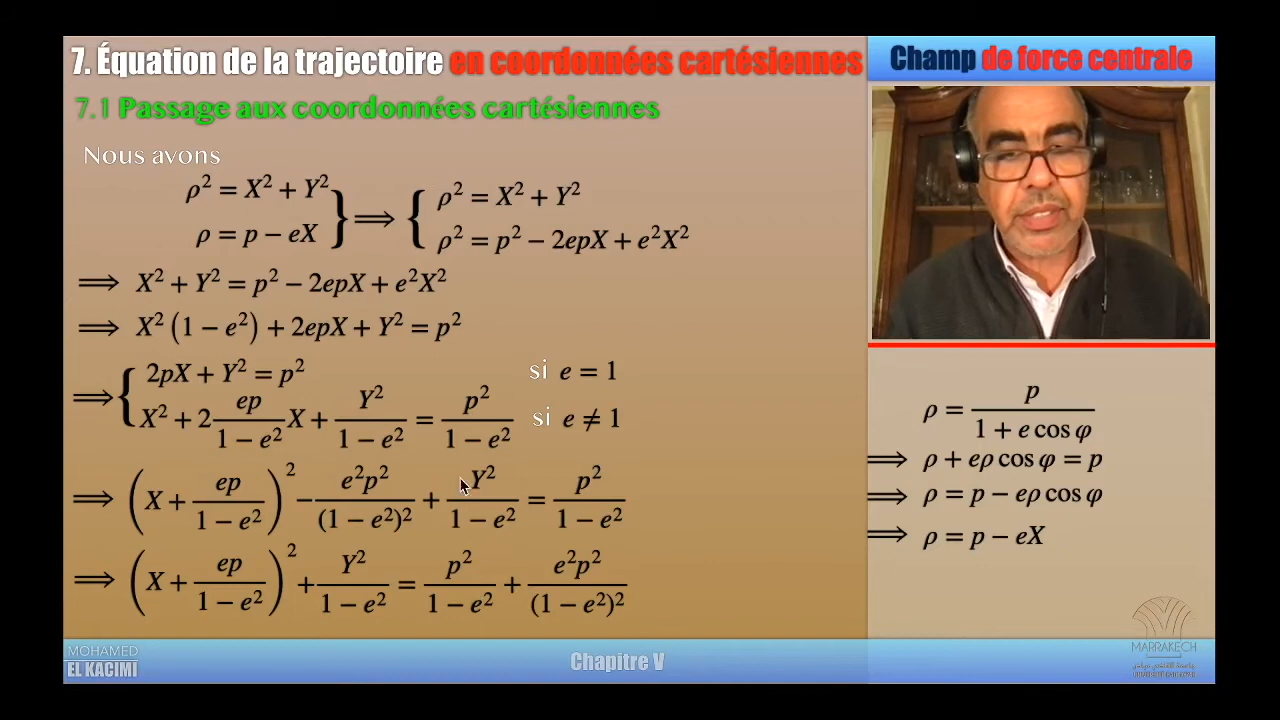 7. Équation de la trajectoire en coordonnées cartésiennes
Champ de force centrale
7.1 Passage aux coordonnées cartésiennes
Nous avons
ρ² = X² + Y²
ρ = p − eX
} ⟹ {
ρ² = X² + Y²
ρ² = p² − 2epX + e²X²
⟹ X² + Y² = p² − 2epX + e²X²
⟹ X² (1 − e²) + 2epX + Y² = p²
⟹ { 2pX + Y² = p² si e = 1
X² + 2 ep/(1 − e²) X + Y²/(1 − e²) = p²/(1 − e²) si e ≠ 1
⟹ (X + ep/(1 − e²))² − e²p²/(1 − e²)² + Y²/(1 − e²) = p²/(1 − e²)
⟹ (X + ep/(1 − e²))² + Y²/(1 − e²) = p²/(1 − e²) + e²p²/(1 − e²)²
ρ = p/(1 + e cos φ)
⟹ ρ + eρ cos φ = p
⟹ ρ = p − eρ cos φ
⟹ ρ = p − eX
MARRAKECH
MOHAMED
EL KACIMI
Chapitre V